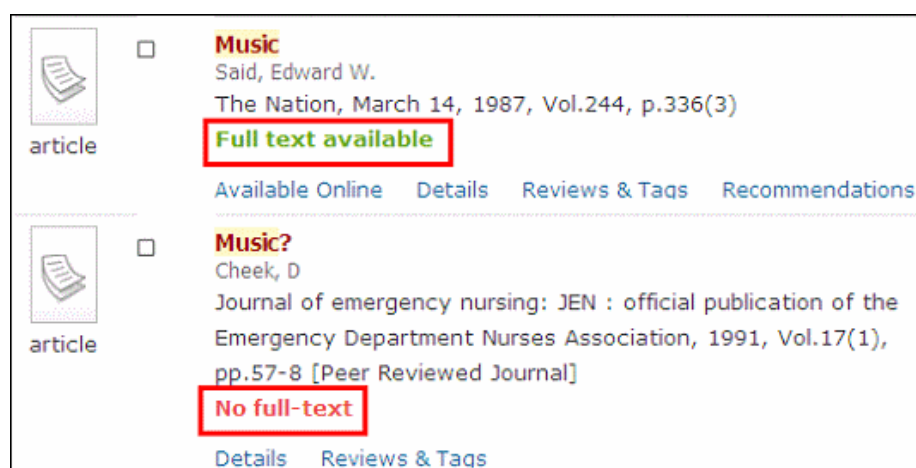 Music
Said, Edward W.
The Nation, March 14, 1987, Vol.244, p.336(3)
article
Full text available
Available Online Details Reviews & Tags Recommendations
Music?
Cheek, D
Journal of emergency nursing: JEN : official publication of the
article
Emergency Department Nurses Association, 1991, Vol.17(1),
pp.57-8 [Peer Reviewed Journal]
No full-text
Details Reviews & Tags